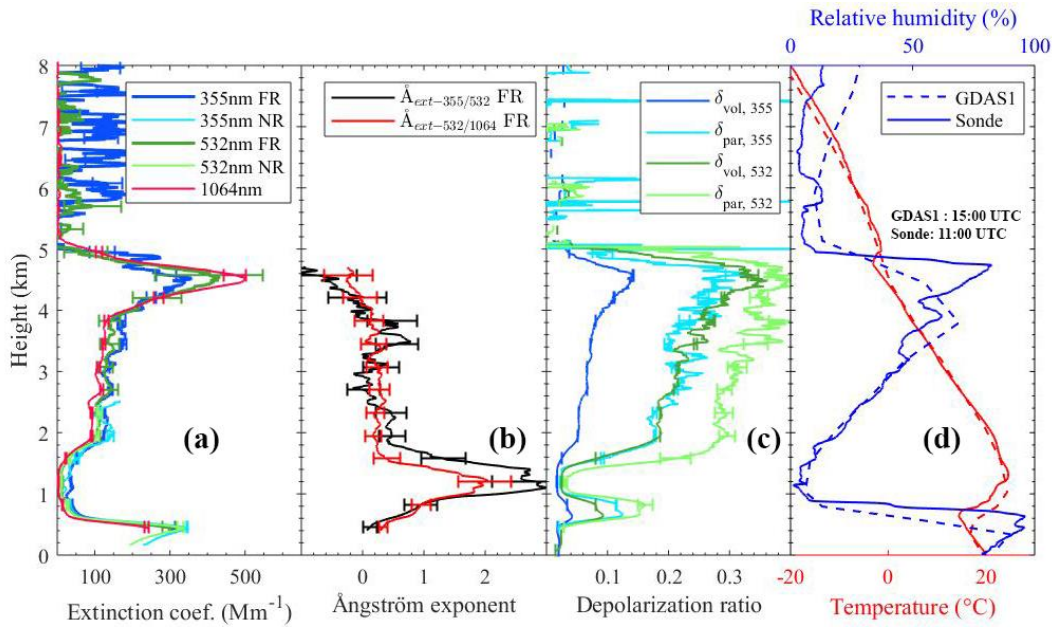 Relative humidity (%)
0 50 100
8
7
6
5
4
3
2
1
0
Height (km)
355nm FR
355nm NR
532nm FR
532nm NR
1064nm
(a)
100 300 500
Extinction coef. (Mm⁻¹)
Åext−355/532 FR
Åext−532/1064 FR
(b)
0 1 2
Ångström exponent
δvol, 355
δpar, 355
δvol, 532
δpar, 532
(c)
0.1 0.2 0.3
Depolarization ratio
GDAS1
Sonde
GDAS1 : 15:00 UTC
Sonde: 11:00 UTC
(d)
-20 0 20
Temperature (°C)